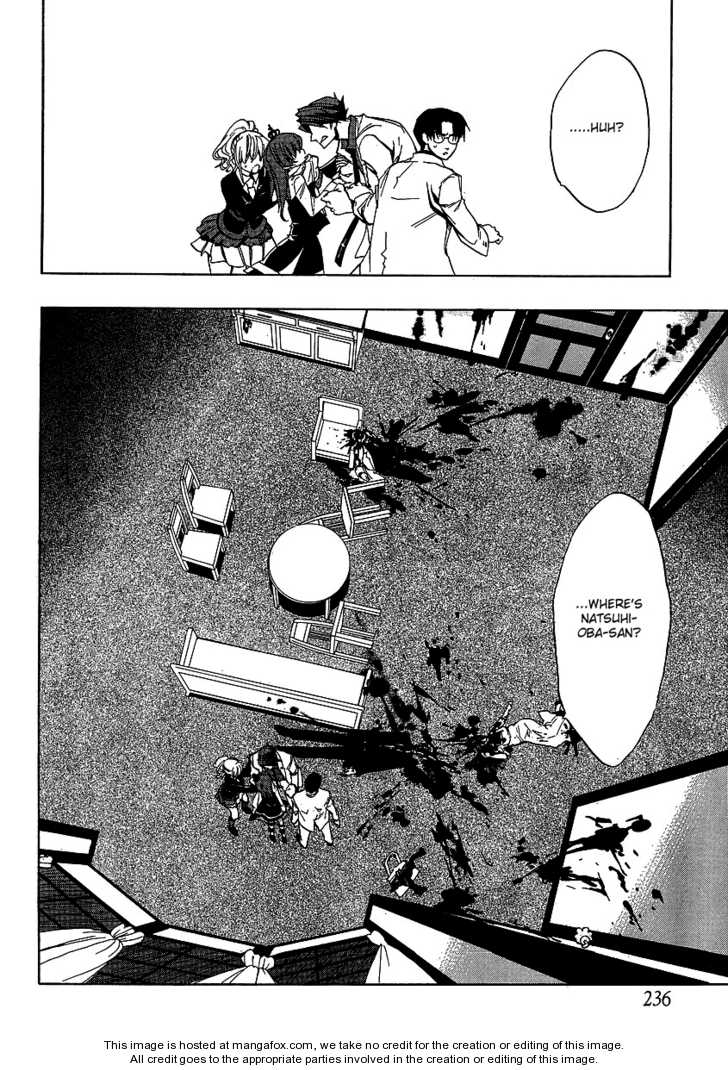 .....HUH?
...WHERE'S
NATSUHI-
OBA-SAN?
236
This image is hosted at mangafox.com, we take no credit for the creation or editing of this image.
All credit goes to the appropriate parties involved in the creation or editing of this image.